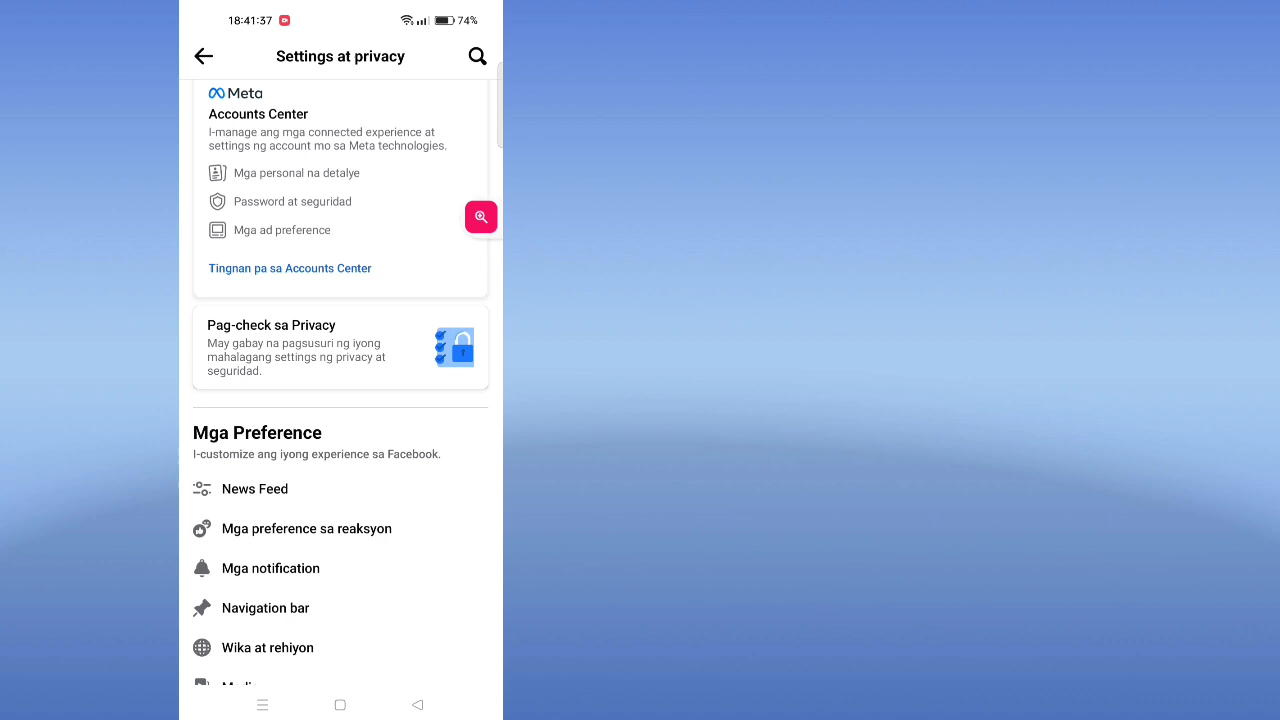 18:41:37
74%
Settings at privacy
Meta
Accounts Center
I-manage ang mga connected experience at
settings ng account mo sa Meta technologies.
Mga personal na detalye
Password at seguridad
Mga ad preference
Tingnan pa sa Accounts Center
Pag-check sa Privacy
May gabay na pagsusuri ng iyong
mahalagang settings ng privacy at
seguridad.
Mga Preference
I-customize ang iyong experience sa Facebook.
News Feed
Mga preference sa reaksyon
Mga notification
Navigation bar
Wika at rehiyon